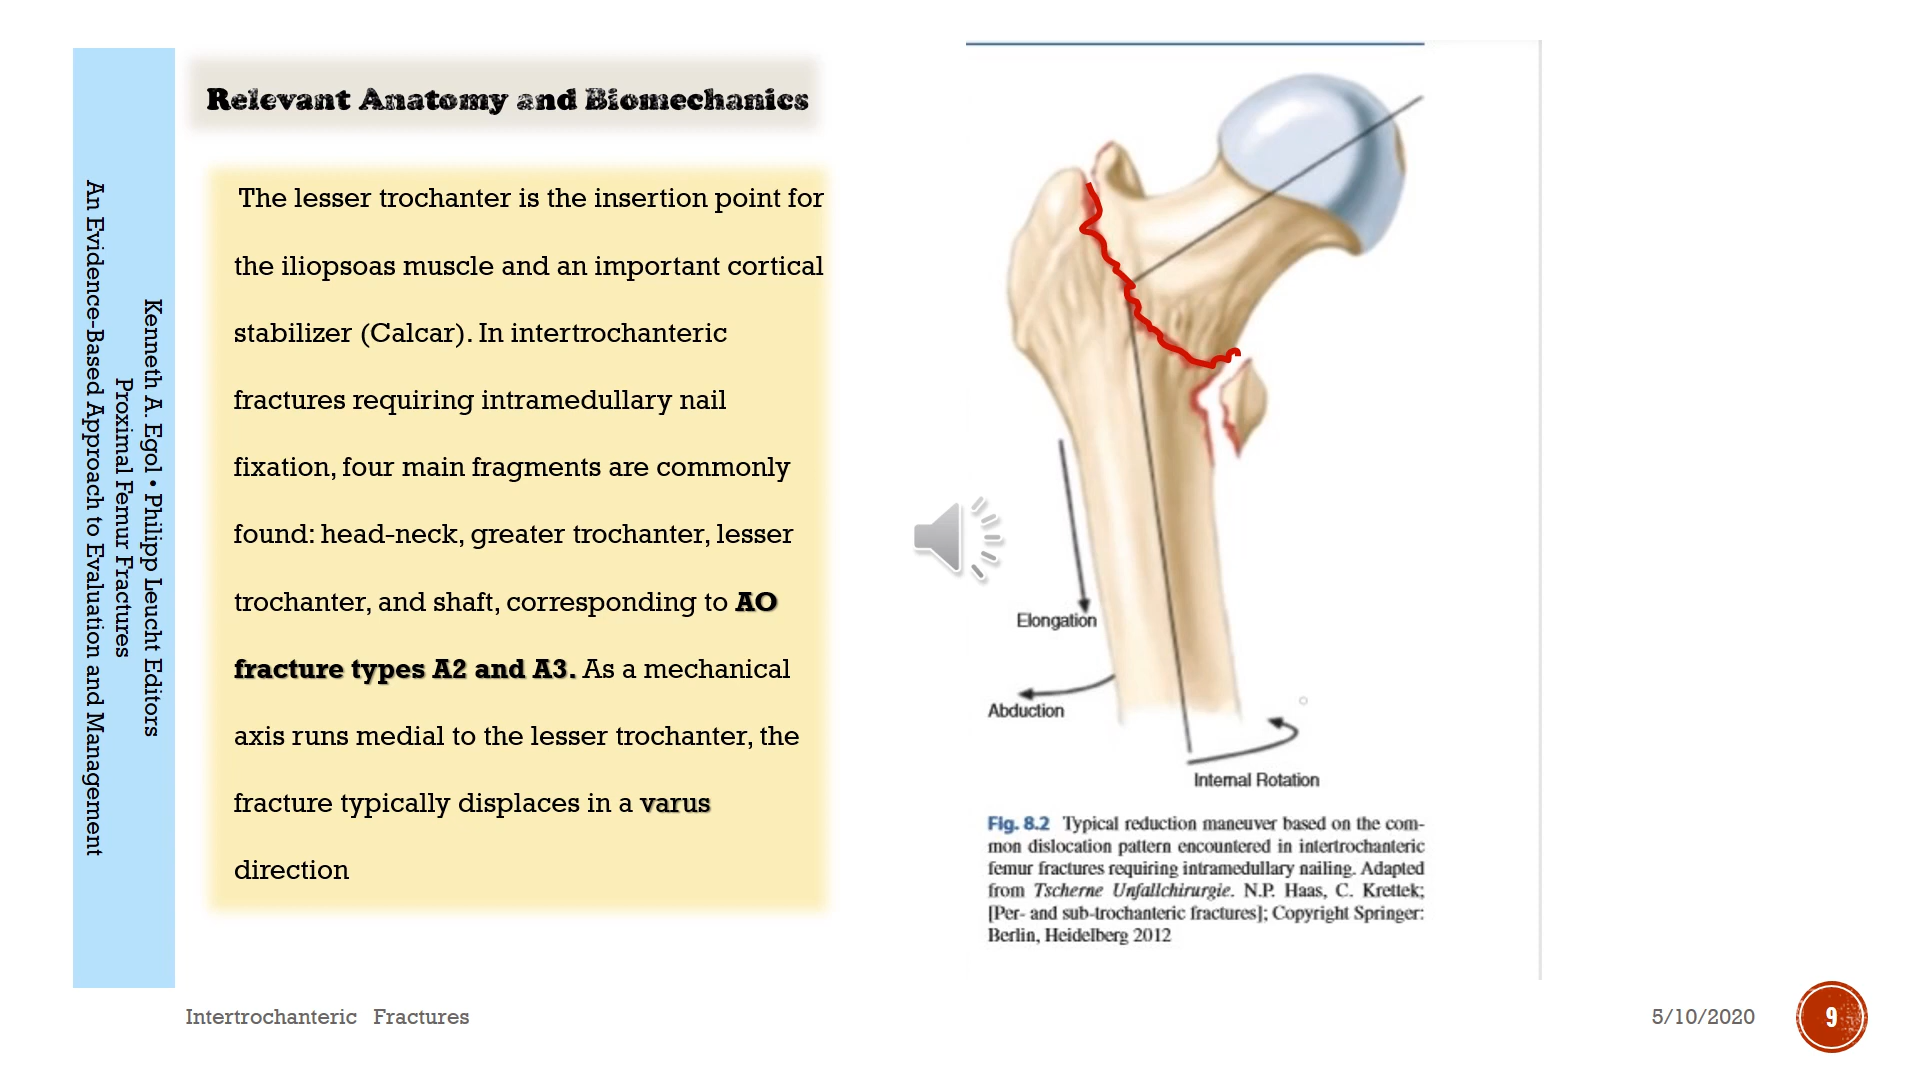 Kenneth A. Egol • Philipp Leucht Editors
Proximal Femur Fractures
An Evidence-Based Approach to Evaluation and Management
Relevant Anatomy and Biomechanics
The lesser trochanter is the insertion point for
the iliopsoas muscle and an important cortical
stabilizer (Calcar). In intertrochanteric
fractures requiring intramedullary nail
fixation, four main fragments are commonly
found: head-neck, greater trochanter, lesser
trochanter, and shaft, corresponding to AO
fracture types A2 and A3. As a mechanical
axis runs medial to the lesser trochanter, the
fracture typically displaces in a varus
direction
Elongation
Abduction
Internal Rotation
Fig. 8.2 Typical reduction maneuver based on the com-
mon dislocation pattern encountered in intertrochanteric
femur fractures requiring intramedullary nailing. Adapted
from Tscherne Unfallchirurgie. N.P. Haas, C. Krettek;
[Per- and sub-trochanteric fractures]; Copyright Springer:
Berlin, Heidelberg 2012
Intertrochanteric Fractures
5/10/2020
9